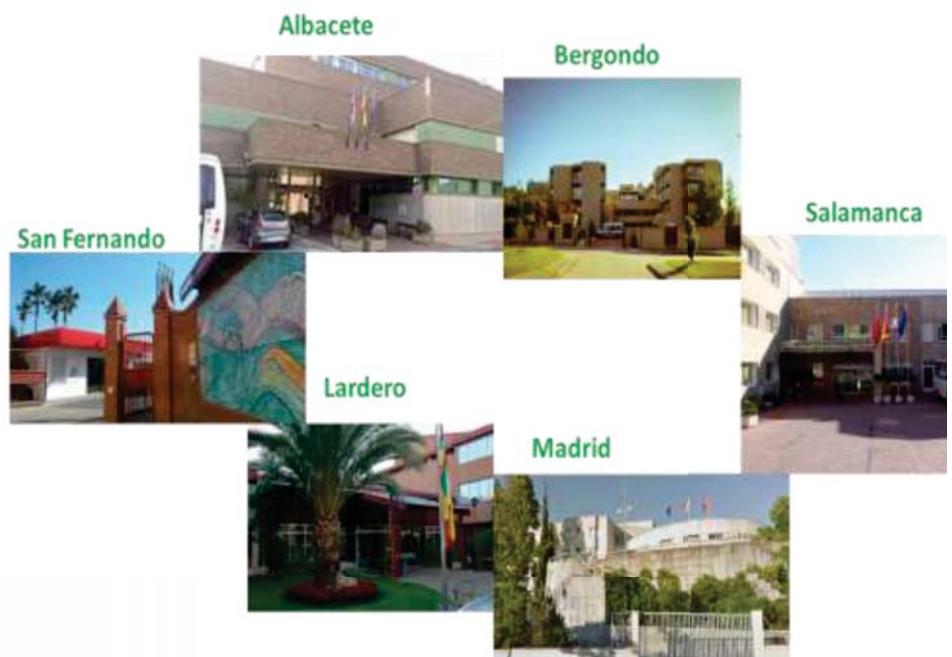 Albacete
Bergondo
Salamanca
San Fernando
Lardero
Madrid